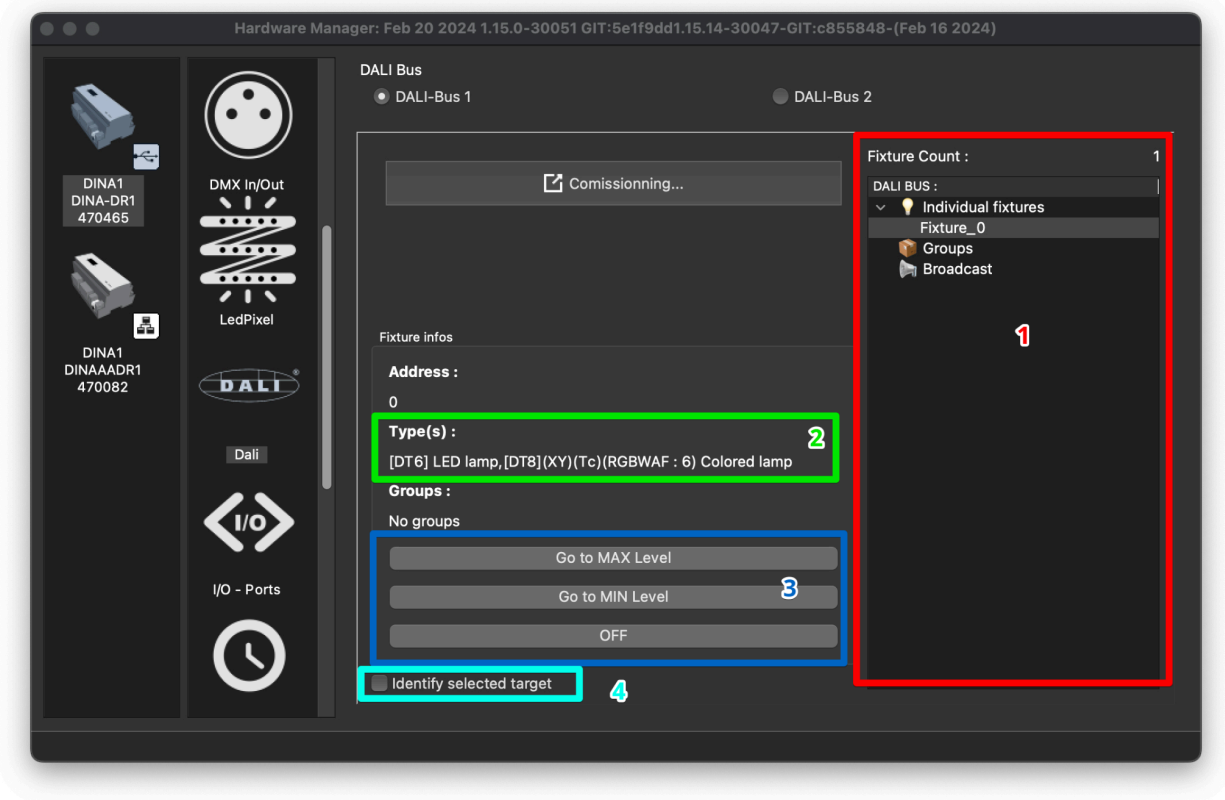 Hardware Manager: Feb 20 2024 1.15.0-30051 GIT:5e1f9dd1.15.14-30047-GIT:c855848-(Feb 16 2024)
DINA1
DINA-DR1
470465
DINA1
DINAAADR1
470082
DMX In/Out
LedPixel
DALI
Dali
I/O
I/O - Ports
DALI Bus
DALI-Bus 1
DALI-Bus 2
Comissionning...
Fixture infos
Address :
0
Type(s) :
2
[DT6] LED lamp,[DT8](XY)(Tc)(RGBWAF : 6) Colored lamp
Groups :
No groups
Go to MAX Level
Go to MIN Level
3
OFF
Identify selected target
4
Fixture Count :
1
DALI BUS :
Individual fixtures
Fixture_0
Groups
Broadcast
1